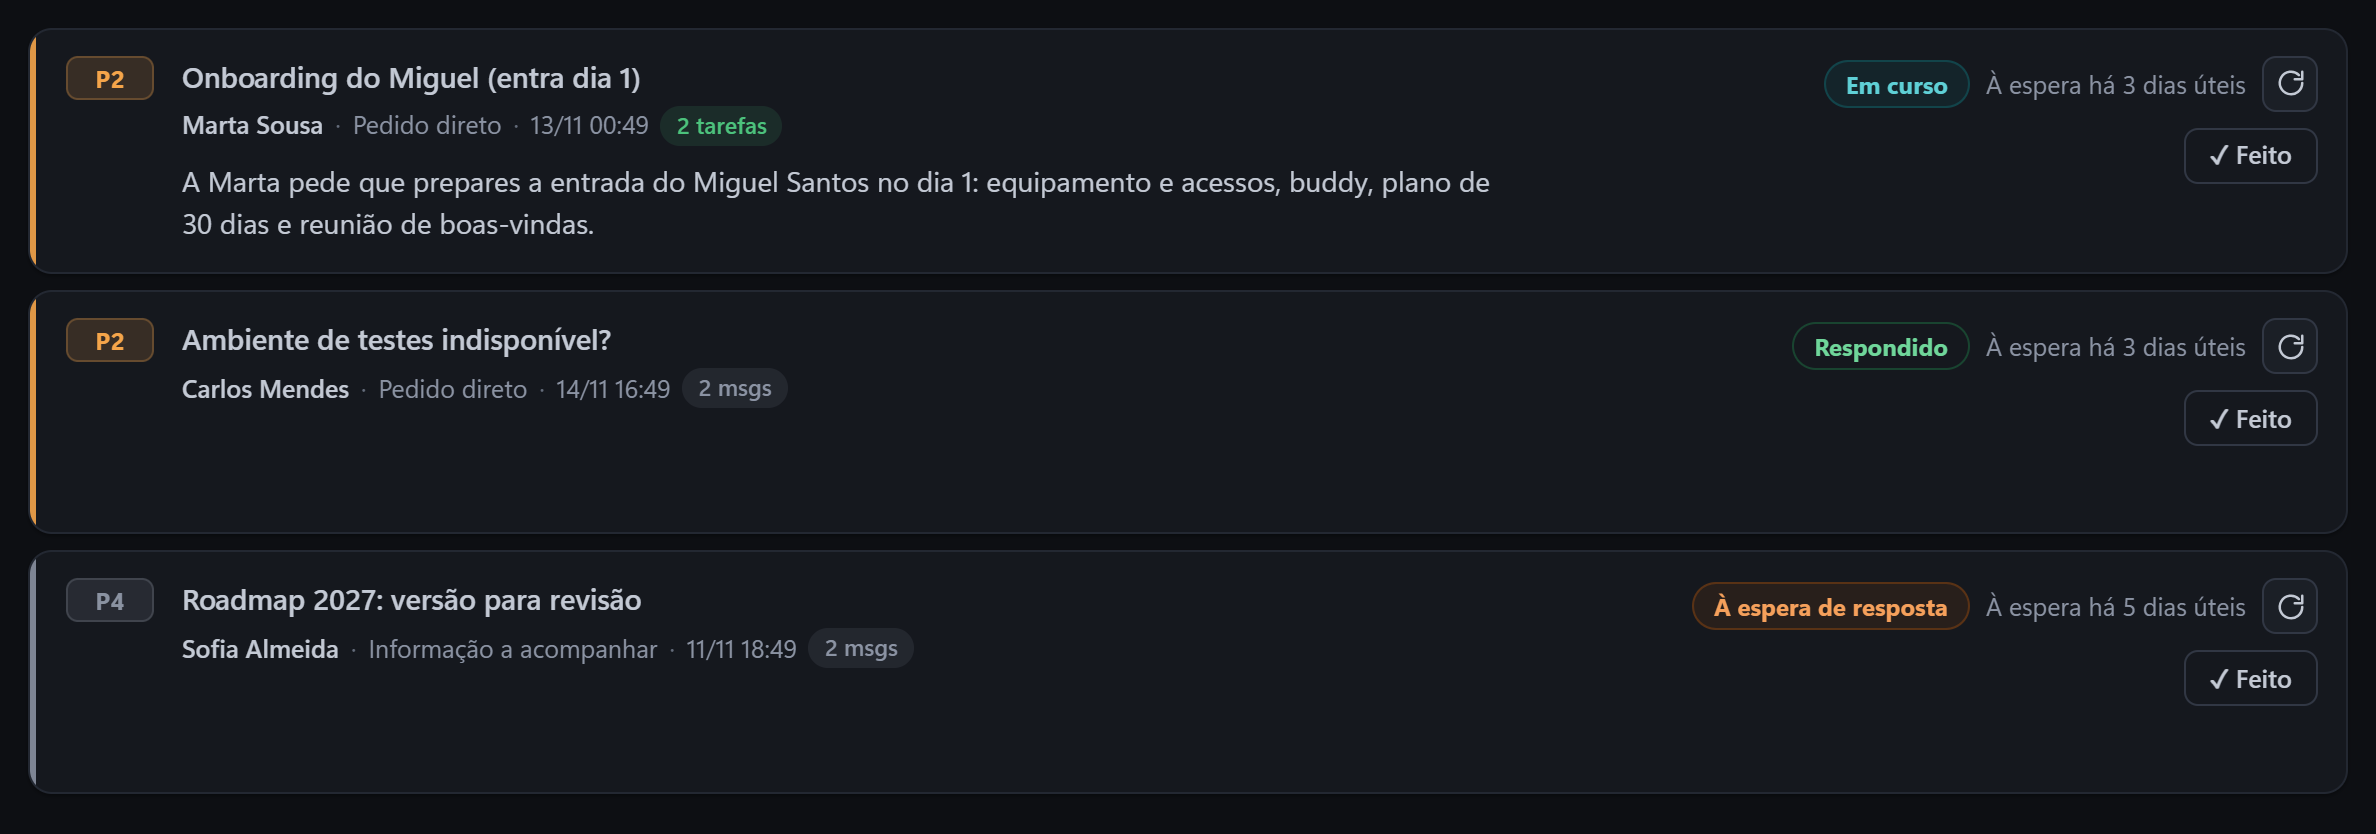 P2 Onboarding do Miguel (entra dia 1) Em curso À espera há 3 dias úteis
Marta Sousa · Pedido direto · 13/11 00:49 2 tarefas
✓ Feito
A Marta pede que prepares a entrada do Miguel Santos no dia 1: equipamento e acessos, buddy, plano de
30 dias e reunião de boas-vindas.
P2 Ambiente de testes indisponível? Respondido À espera há 3 dias úteis
Carlos Mendes · Pedido direto · 14/11 16:49 2 msgs
✓ Feito
P4 Roadmap 2027: versão para revisão À espera de resposta À espera há 5 dias úteis
Sofia Almeida · Informação a acompanhar · 11/11 18:49 2 msgs
✓ Feito